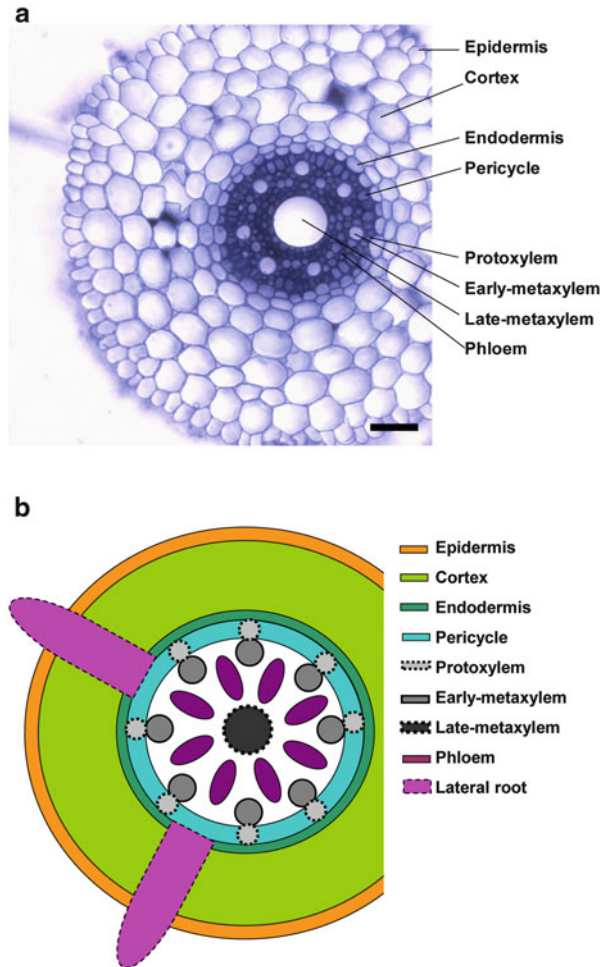 a
Epidermis
Cortex
Endodermis
Pericycle
Protoxylem
Early-metaxylem
Late-metaxylem
Phloem
b
Epidermis
Cortex
Endodermis
Pericycle
Protoxylem
Early-metaxylem
Late-metaxylem
Phloem
Lateral root